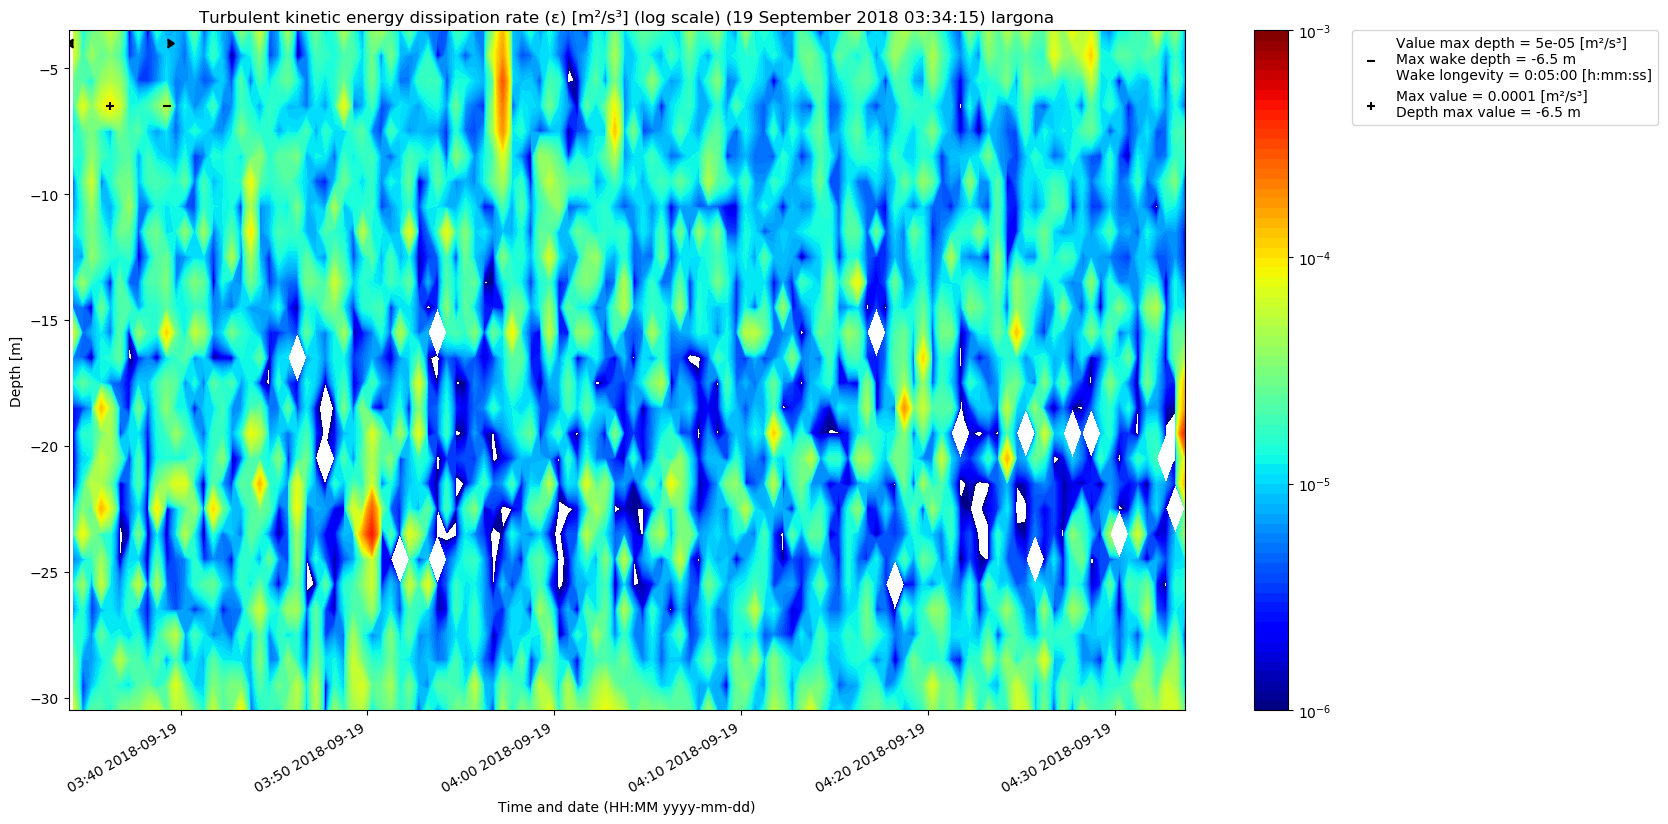 Turbulent kinetic energy dissipation rate (ε) [m²/s³] (log scale) (19 September 2018 03:34:15) largona
Depth [m]
−5
−10
−15
−20
−25
−30
03:40 2018-09-19
03:50 2018-09-19
04:00 2018-09-19
04:10 2018-09-19
04:20 2018-09-19
04:30 2018-09-19
Time and date (HH:MM yyyy-mm-dd)
10⁻³
10⁻⁴
10⁻⁵
10⁻⁶
Value max depth = 5e-05 [m²/s³]
Max wake depth = -6.5 m
Wake longevity = 0:05:00 [h:mm:ss]
Max value = 0.0001 [m²/s³]
Depth max value = -6.5 m